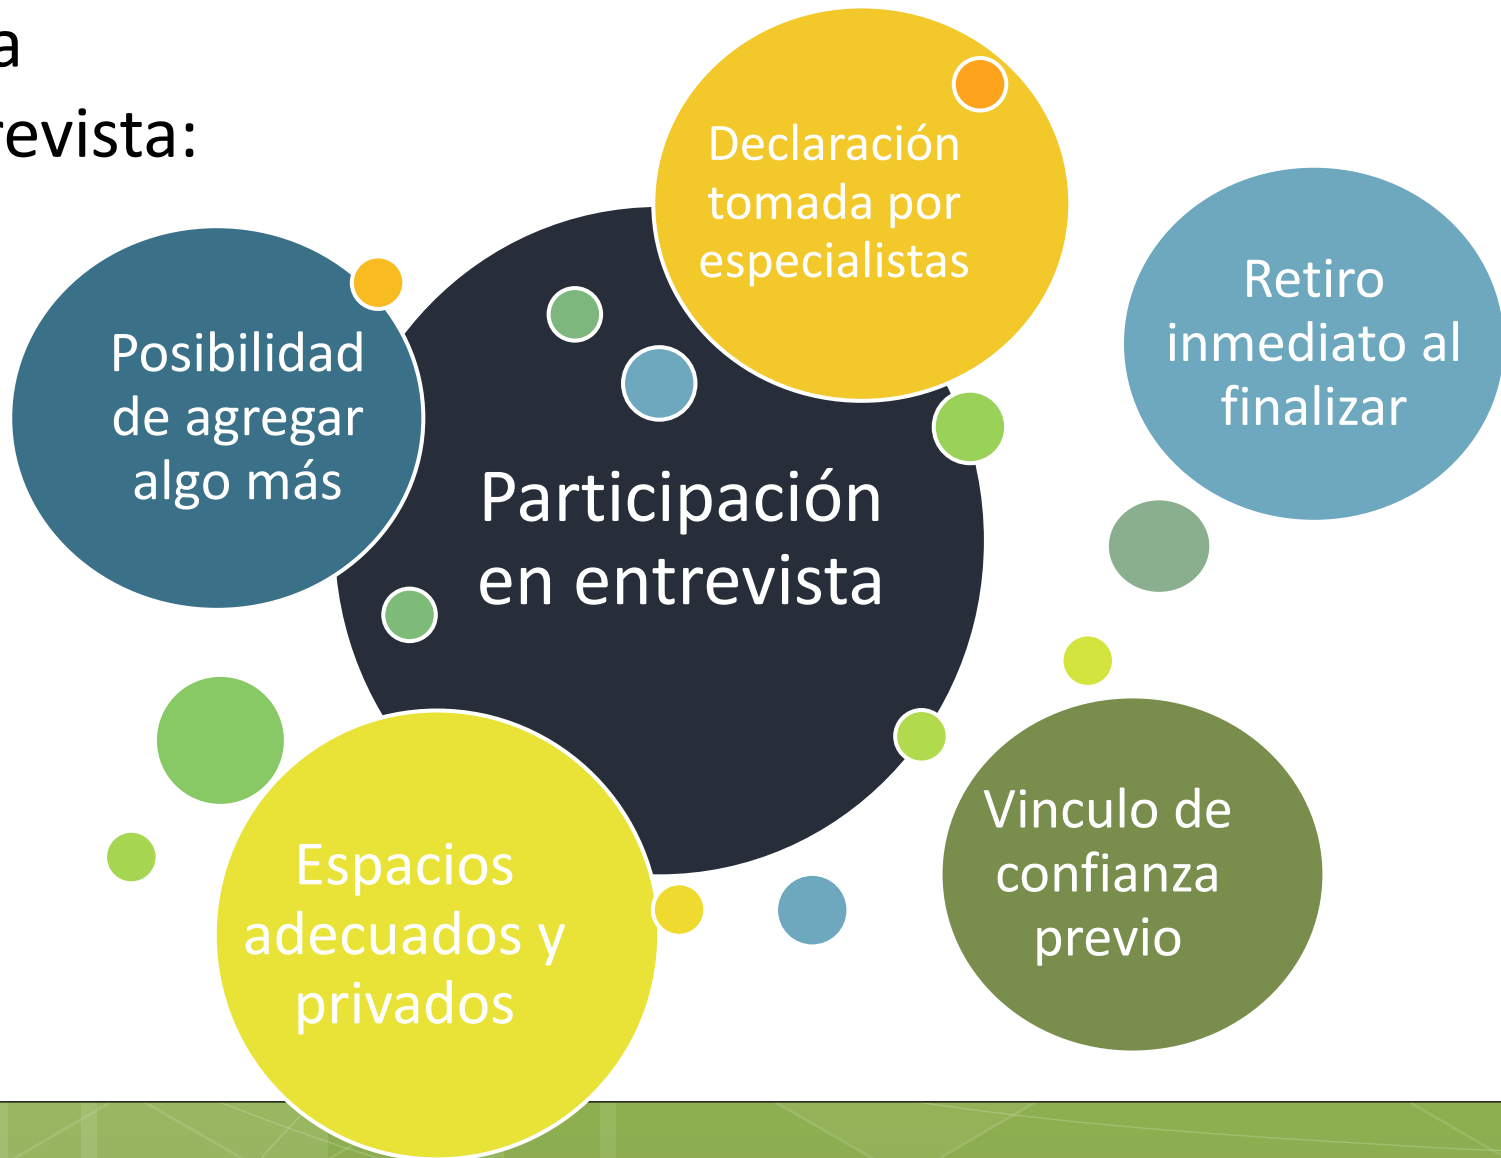 a
revista:
Declaración
tomada por
especialistas
Retiro
inmediato al
finalizar
Posibilidad
de agregar
algo más
Participación
en entrevista
Vinculo de
confianza
previo
Espacios
adecuados y
privados